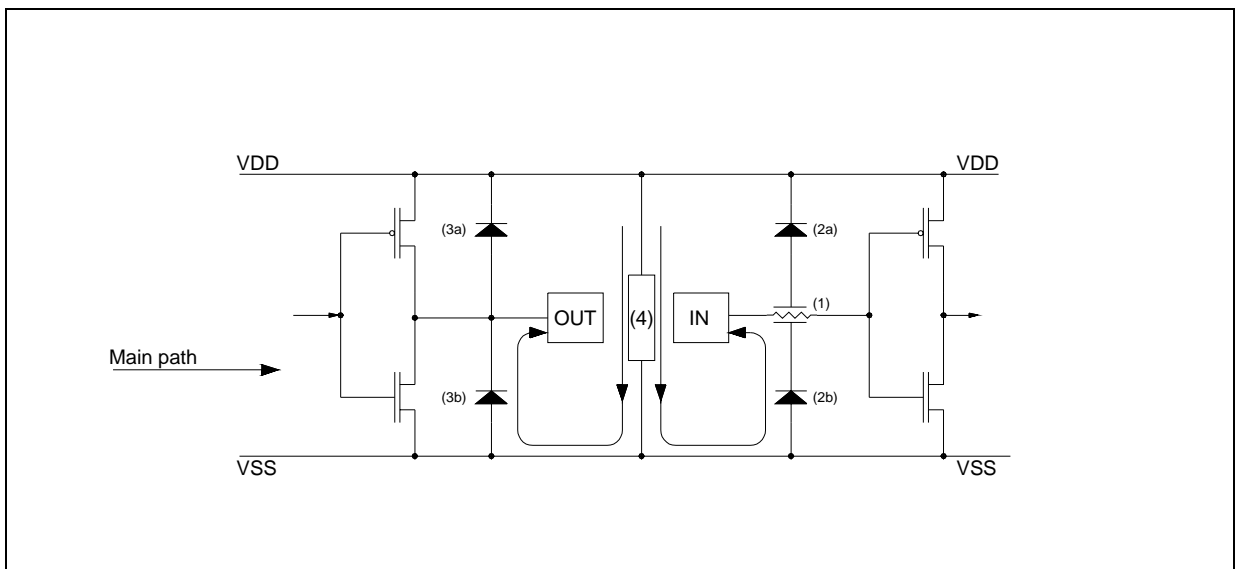 VDD
VDD
(3a)
(2a)
OUT
(4)
IN
(1)
Main path
(3b)
(2b)
VSS
VSS